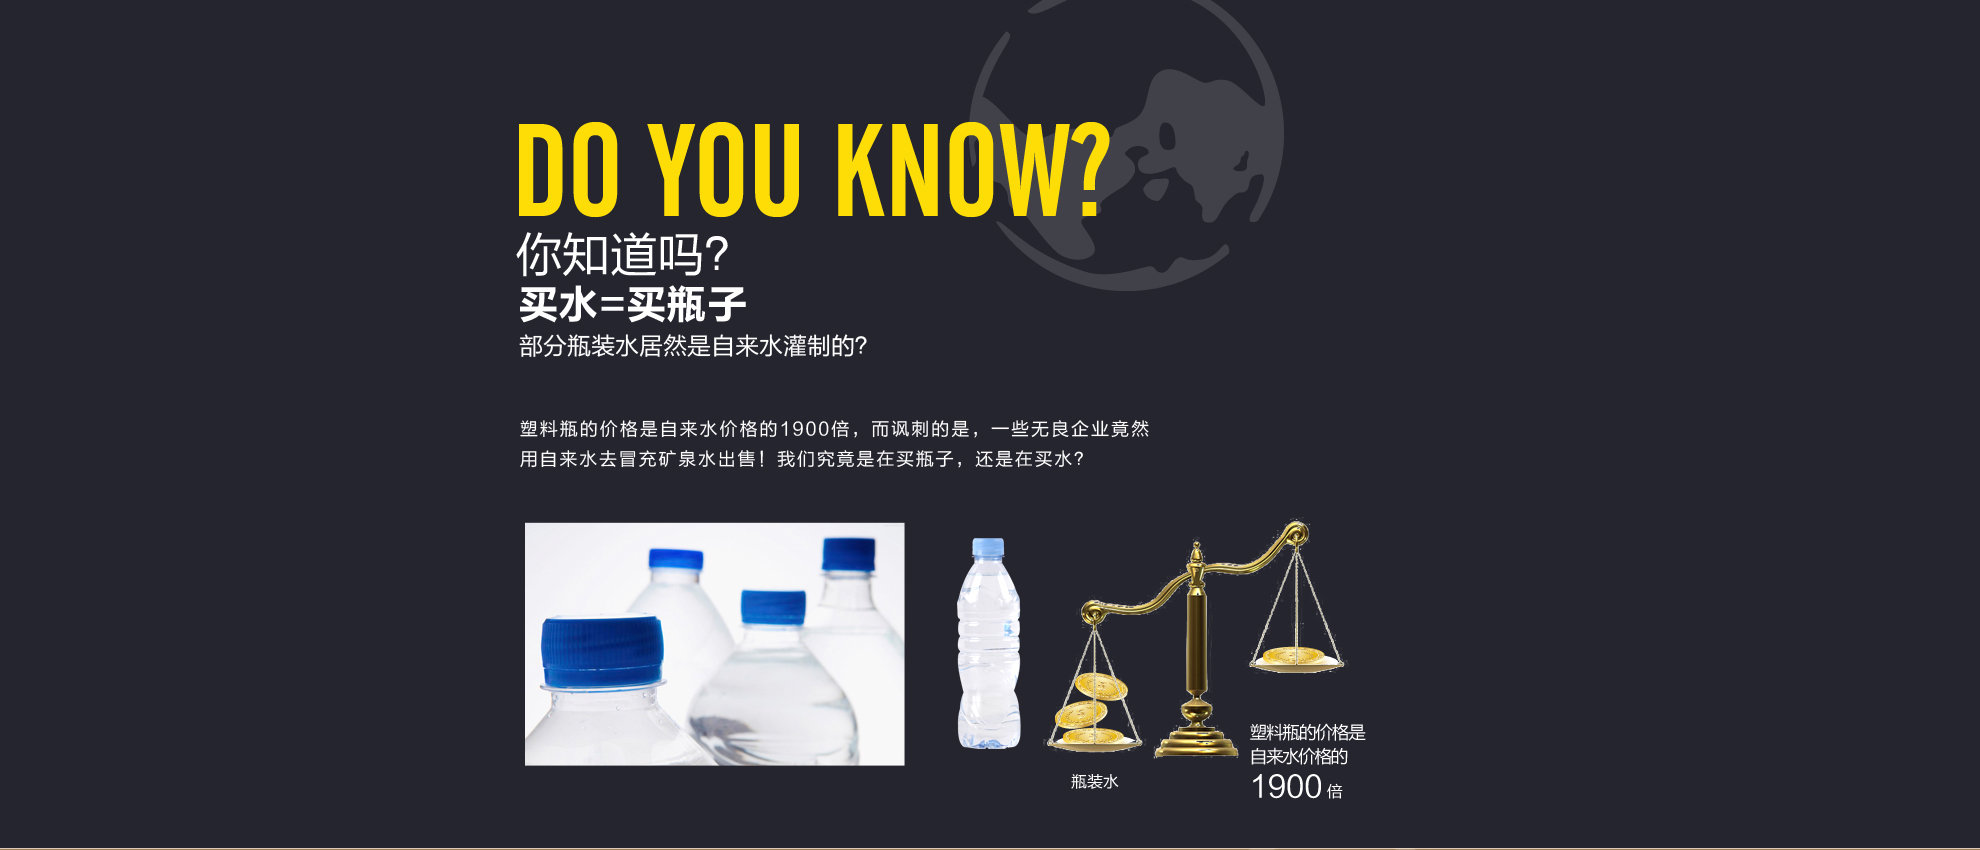 DO YOU KNOW?
你知道吗?
买水=买瓶子
部分瓶装水居然是自来水灌制的?
塑料瓶的价格是自来水价格的1900倍，而讽刺的是，一些无良企业竟然
用自来水去冒充矿泉水出售！我们究竟是在买瓶子，还是在买水?
瓶装水
塑料瓶的价格是
自来水价格的
1900 倍